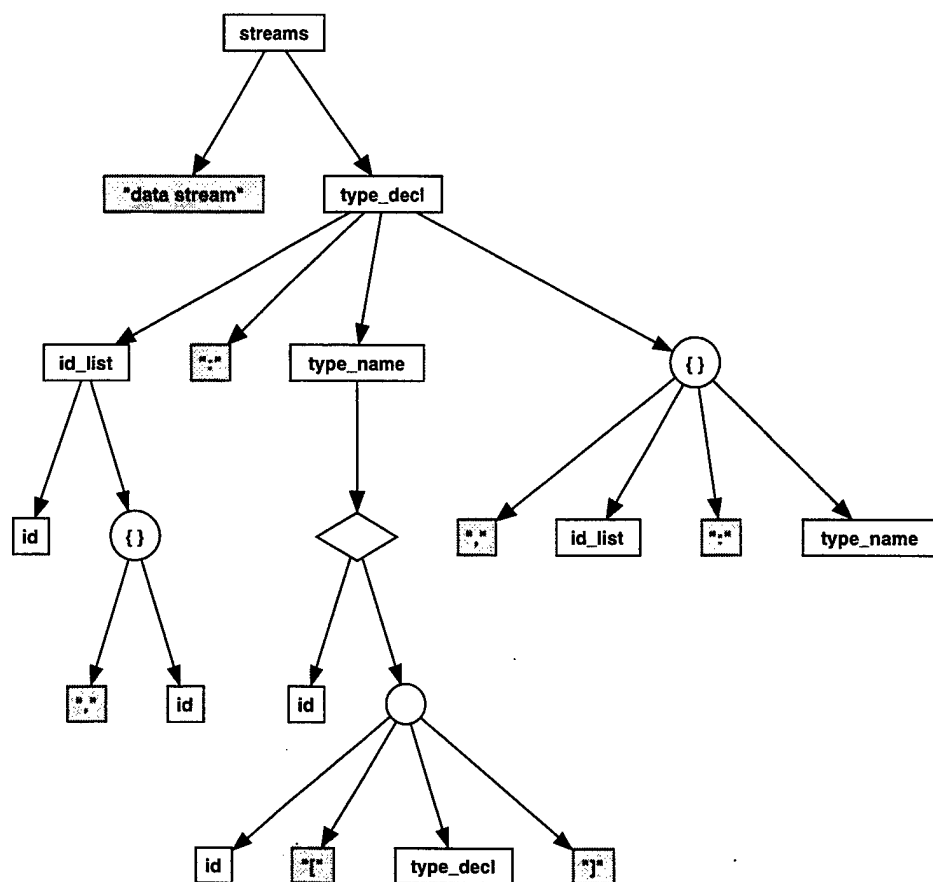 streams
"data stream" type_decl
id_list ":" type_name { }
id { } "," id_list ":" type_name
"," id id
id "[" type_decl "]"